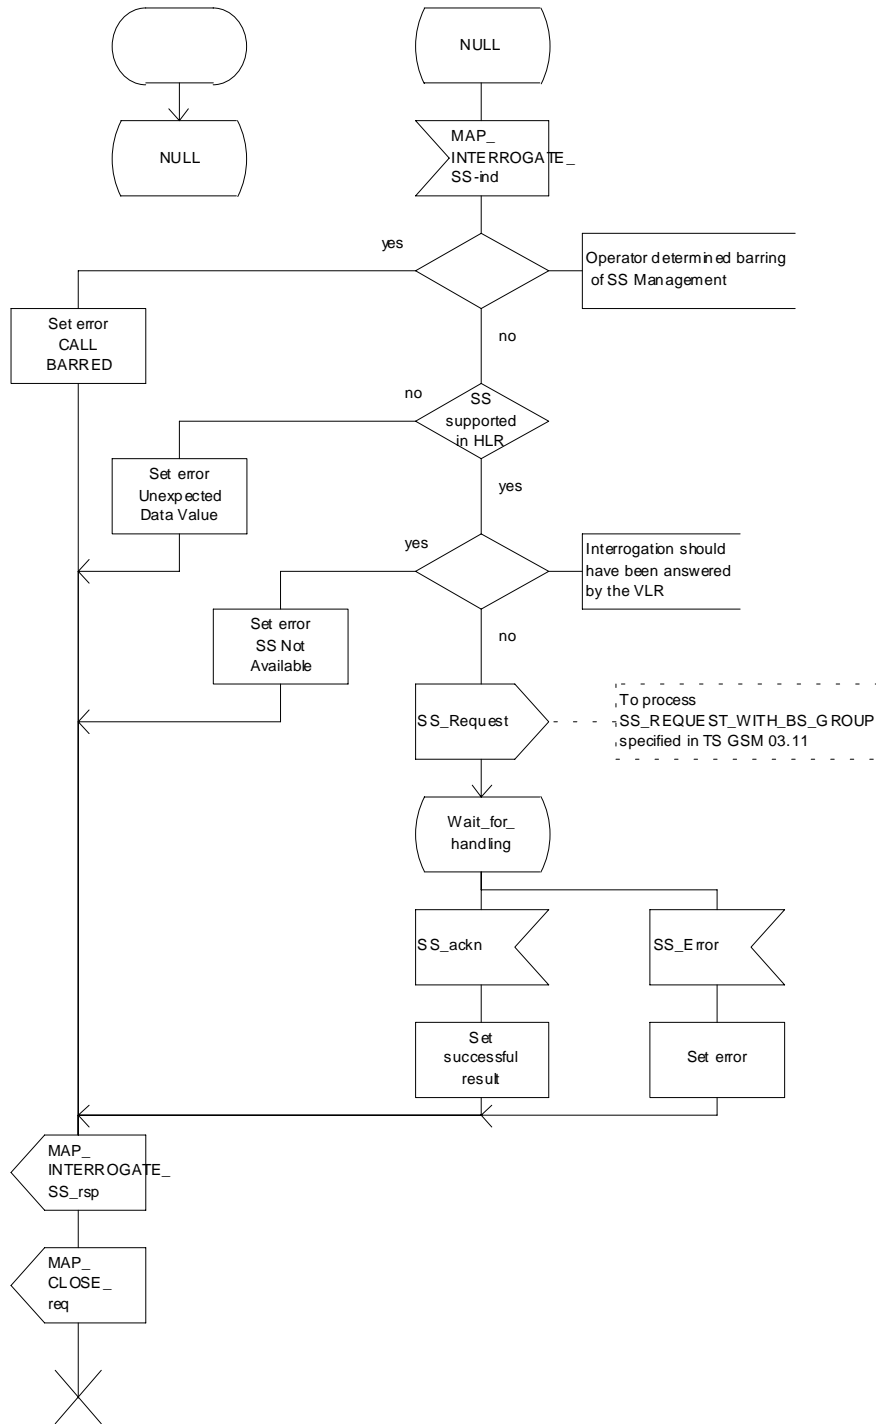 NULL
NULL
MAP_
INTERROGATE_
SS-ind
yes
Operator determined barring
of SS Management
Set error
CALL
BARRED
no
no
SS
supported
in HLR
Set error
Unexpected
Data Value
yes
yes
Interrogation should
have been answered
by the VLR
Set error
SS Not
Available
no
SS_Request
To process
SS_REQUEST_WITH_BS_GROUP
specified in TS GSM 03.11
Wait_for_
handling
SS_ackn
SS_Error
Set
successful
result
Set error
MAP_
INTERROGATE_
SS_rsp
MAP_
CLOSE_
req